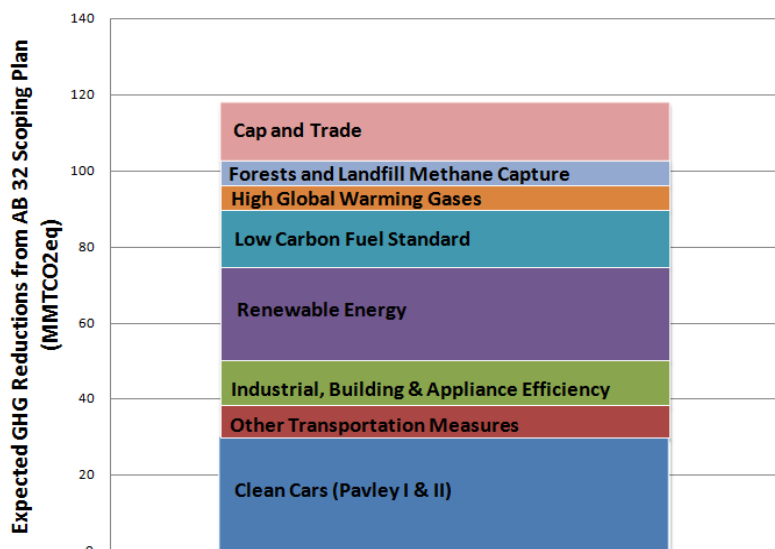 Expected GHG Reductions from AB 32 Scoping Plan
(MMTCO2eq)
140
120
100
80
60
40
20
0
Cap and Trade
Forests and Landfill Methane Capture
High Global Warming Gases
Low Carbon Fuel Standard
Renewable Energy
Industrial, Building & Appliance Efficiency
Other Transportation Measures
Clean Cars (Pavley I & II)